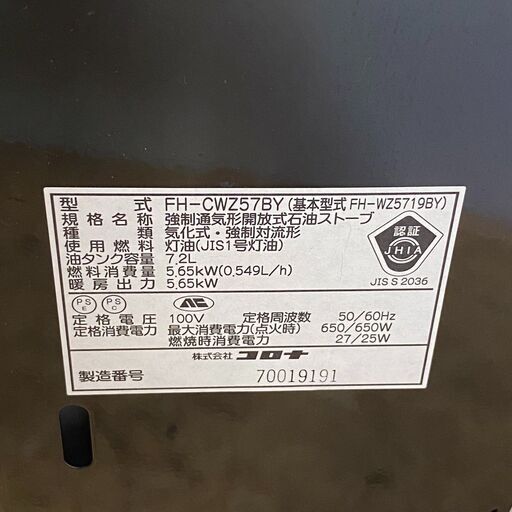 型式 FH-CWZ57BY(基本型式 FH-WZ5719BY)
規格名称 強制通気形開放式石油ストーブ
種類 気化式・強制対流形
使用燃料 灯油(JIS1号灯油)
油タンク容量 7.2L
燃料消費量 5.65kW(0.549L/h)
暖房出力 5.65kW
認証
JHIA
JIS S 2036
PS E PS C
定格電圧 100V 定格周波数 50/60Hz
定格消費電力 最大消費電力(点火時) 650/650W
燃焼時消費電力 27/25W
株式会社 コロナ
製造番号 70019191